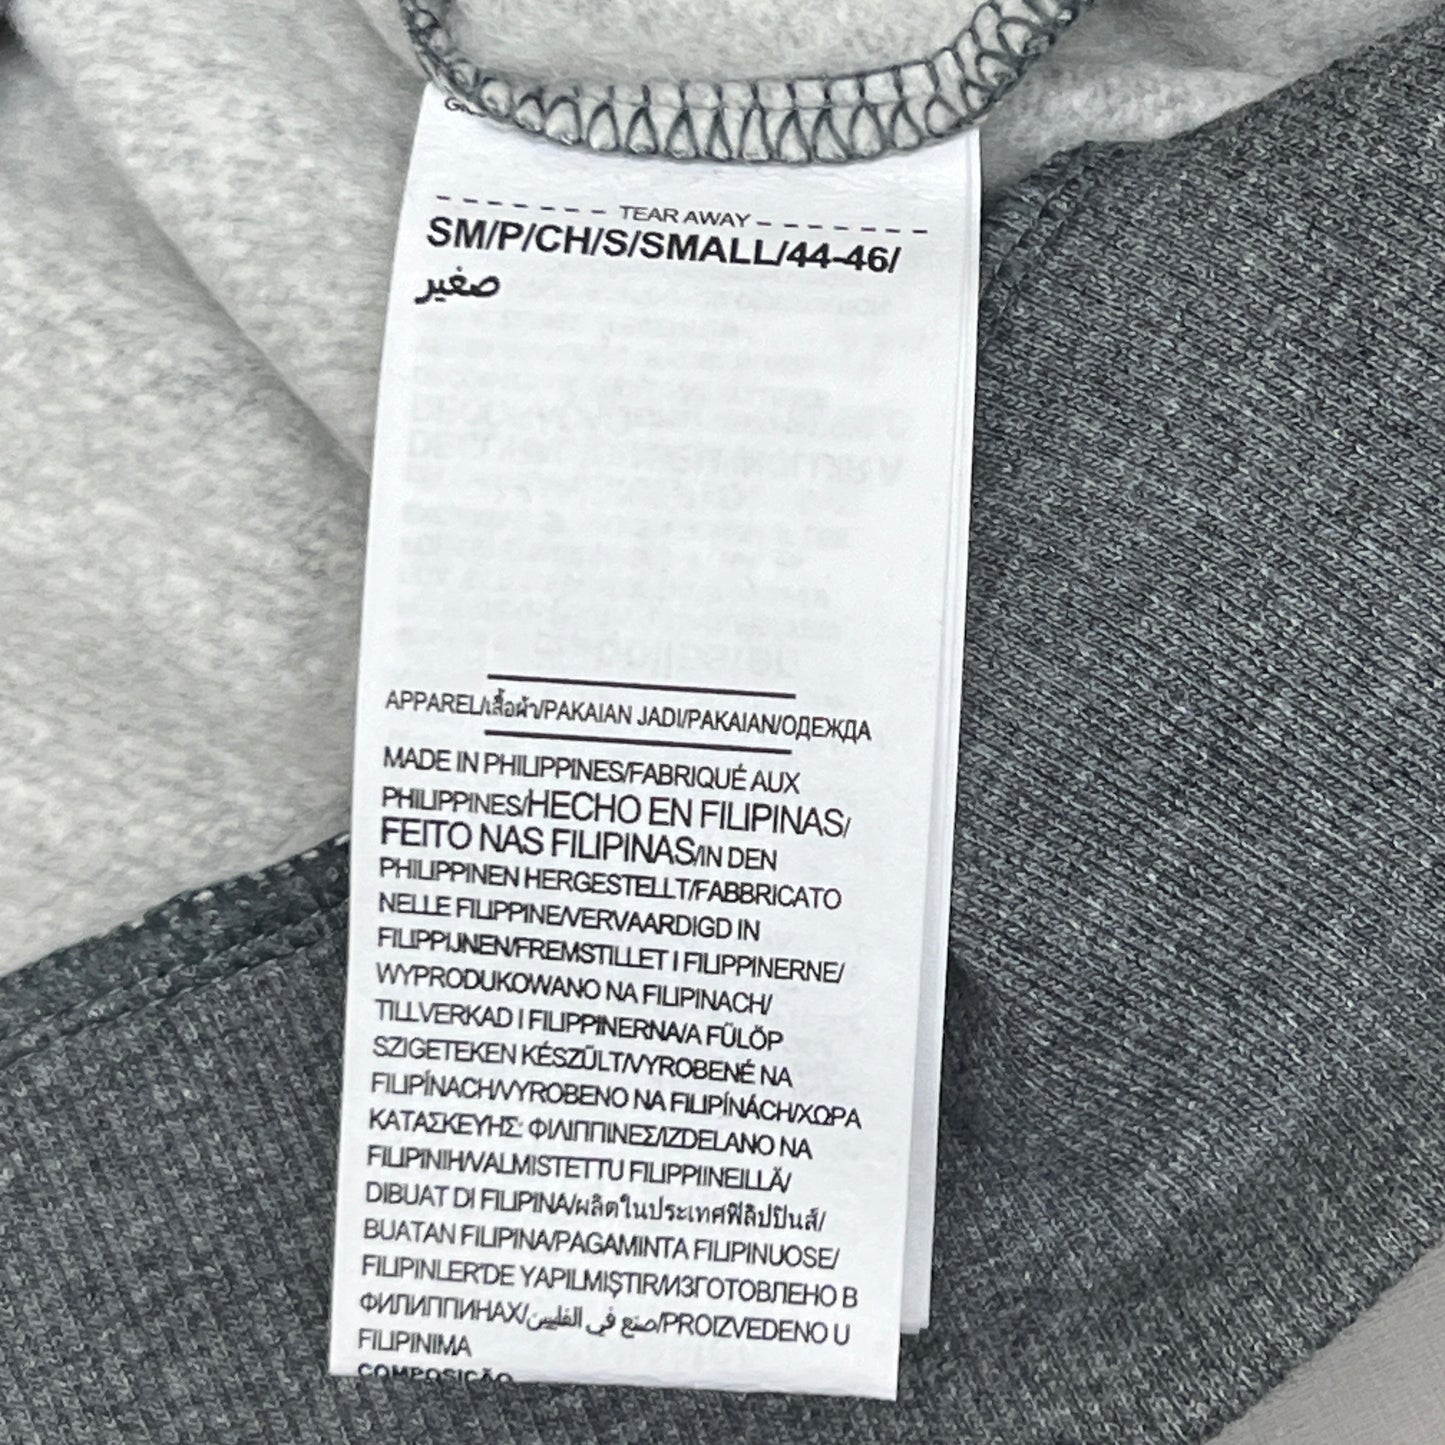 TEAR AWAY
SM/P/CH/S/SMALL/44-46/
صغير
APPAREL/เสื้อผ้า/PAKAIAN JADI/PAKAIAN/ОДЕЖДА
MADE IN PHILIPPINES/FABRIQUÉ AUX
PHILIPPINES/HECHO EN FILIPINAS/
FEITO NAS FILIPINAS/IN DEN
PHILIPPINEN HERGESTELLT/FABBRICATO
NELLE FILIPPINE/VERVAARDIGD IN
FILIPPIJNEN/FREMSTILLET I FILIPPINERNE/
WYPRODUKOWANO NA FILIPINACH/
TILLVERKAD I FILIPPINERNA/A FÜLÖP
SZIGETEKEN KÉSZÜLT/VYROBENÉ NA
FILIPÍNACH/VYROBENO NA FILIPÍNÁCH/ΧΩΡΑ
ΚΑΤΑΣΚΕΥΗΣ: ΦΙΛΙΠΠΙΝΕΣ/IZDELANO NA
FILIPINIH/VALMISTETTU FILIPPIINEILLÄ/
DIBUAT DI FILIPINA/ผลิตในประเทศฟิลิปปินส์/
BUATAN FILIPINA/PAGAMINTA FILIPINUOSE/
FILIPINLER'DE YAPILMIŞTIR/ИЗГОТОВЛЕНО В
ФИЛИППИНАХ/صنع في الفلبين/PROIZVEDENO U
FILIPINIMA
COMPOSIÇÃO